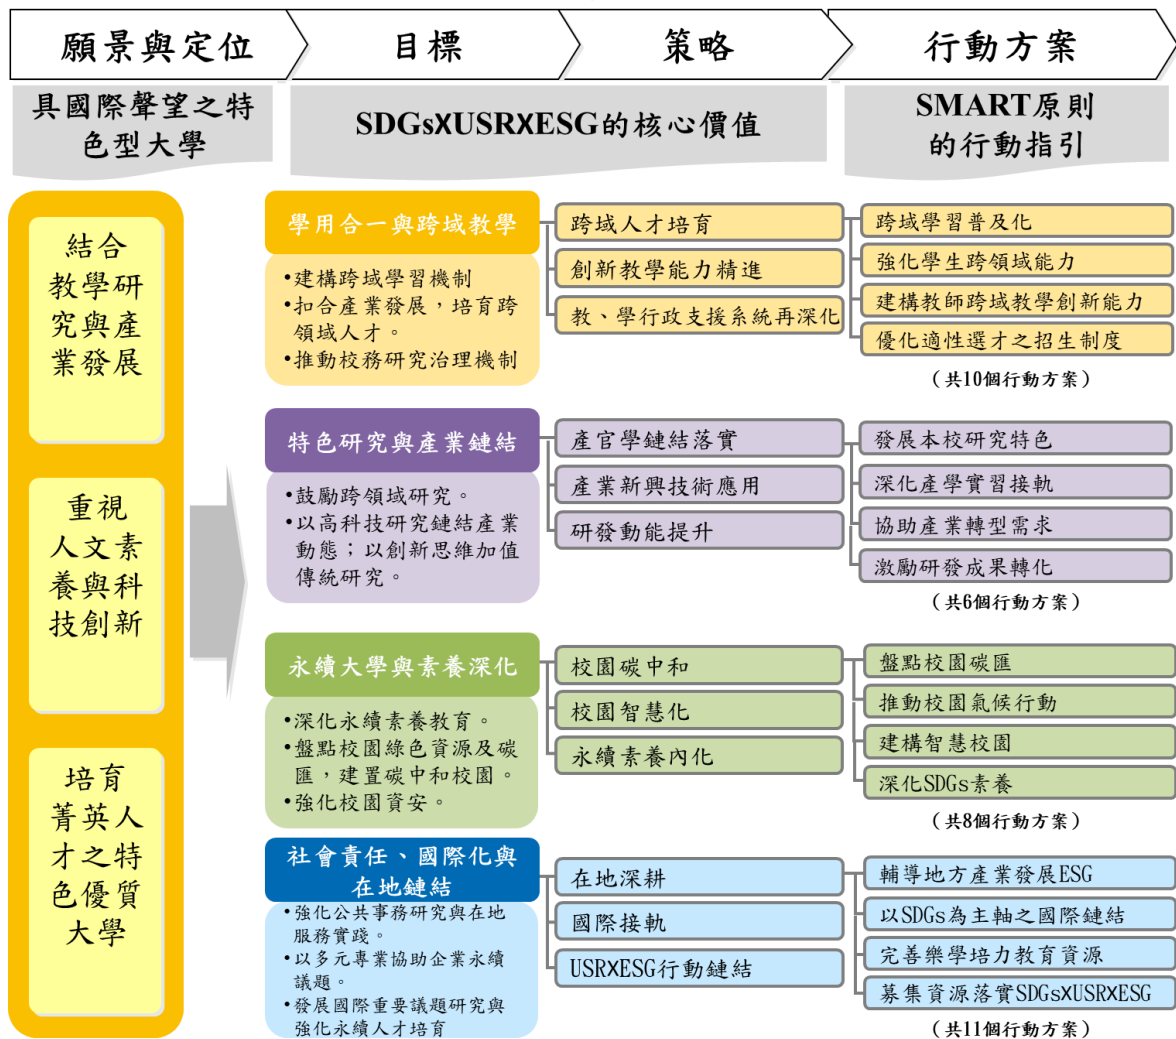 願景與定位
目標
策略
行動方案
具國際聲望之特
色型大學
SDGsXUSRXESG的核心價值
SMART原則
的行動指引
結合
教學研
究與產
業發展
重視
人文素
養與科
技創新
培育
菁英人
才之特
色優質
大學
學用合一與跨域教學
•建構跨域學習機制
•扣合產業發展，培育跨
領域人才。
•推動校務研究治理機制
跨域人才培育
創新教學能力精進
教、學行政支援系統再深化
跨域學習普及化
強化學生跨領域能力
建構教師跨域教學創新能力
優化適性選才之招生制度
（共10個行動方案）
特色研究與產業鏈結
•鼓勵跨領域研究。
•以高科技研究鏈結產業
動態；以創新思維加值
傳統研究。
產官學鏈結落實
產業新興技術應用
研發動能提升
發展本校研究特色
深化產學實習接軌
協助產業轉型需求
激勵研發成果轉化
（共6個行動方案）
永續大學與素養深化
•深化永續素養教育。
•盤點校園綠色資源及碳
匯，建置碳中和校園。
•強化校園資安。
校園碳中和
校園智慧化
永續素養內化
盤點校園碳匯
推動校園氣候行動
建構智慧校園
深化SDGs素養
（共8個行動方案）
社會責任、國際化與
在地鏈結
•強化公共事務研究與在地
服務實踐。
•以多元專業協助企業永續
議題。
•發展國際重要議題研究與
強化永續人才培育
在地深耕
國際接軌
USRXESG行動鏈結
輔導地方產業發展ESG
以SDGs為主軸之國際鏈結
完善樂學培力教育資源
募集資源落實SDGsXUSRXESG
（共11個行動方案）